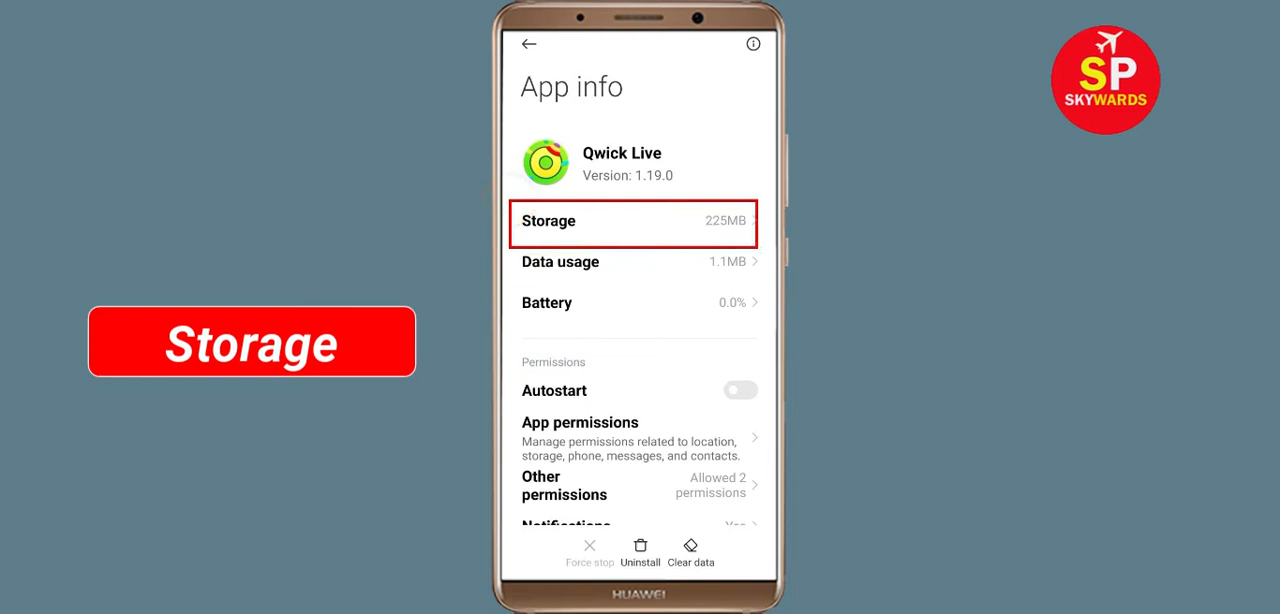 App info
Qwick Live
Version: 1.19.0
Storage 225MB
Data usage 1.1MB
Battery 0.0%
Permissions
Autostart
App permissions
Manage permissions related to location,
storage, phone, messages, and contacts.
Other
permissions
Allowed 2
permissions
Notifications Yes
Force stop Uninstall Clear data
HUAWEI
Storage
SP
SKYWARDS